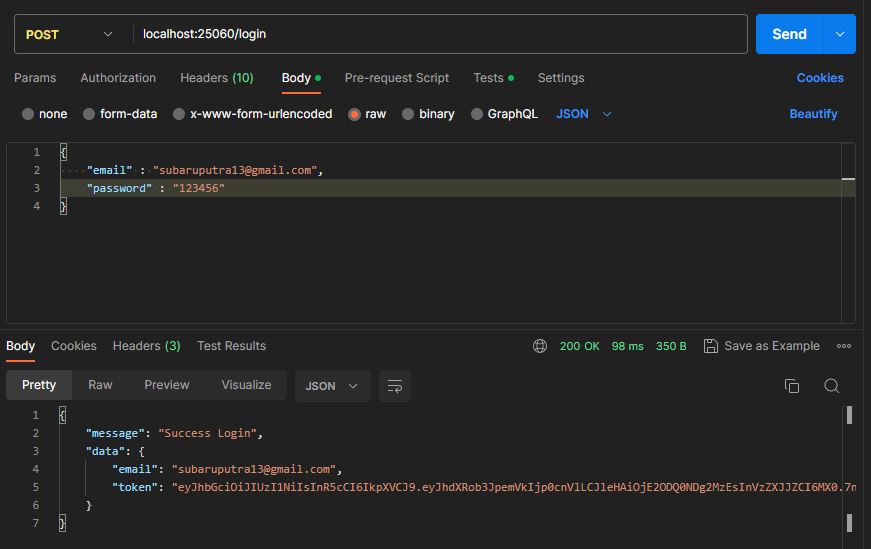 POST localhost:25060/login Send
Params Authorization Headers (10) Body Pre-request Script Tests Settings Cookies
none form-data x-www-form-urlencoded raw binary GraphQL JSON Beautify
1 {
2 "email" : "subaruputra13@gmail.com",
3 "password" : "123456"
4 }
Body Cookies Headers (3) Test Results 200 OK 98 ms 350 B Save as Example
Pretty Raw Preview Visualize JSON
1 {
2 "message": "Success Login",
3 "data": {
4 "email": "subaruputra13@gmail.com",
5 "token": "eyJhbGciOiJIUzI1NiIsInR5cCI6IkpXVCJ9.eyJhdXRob3JpemVkIjp0cnVlLCJleHAiOjE2ODQ0NDg2MzEsInVzZXJJZCI6MX0.7n
6 }
7 }